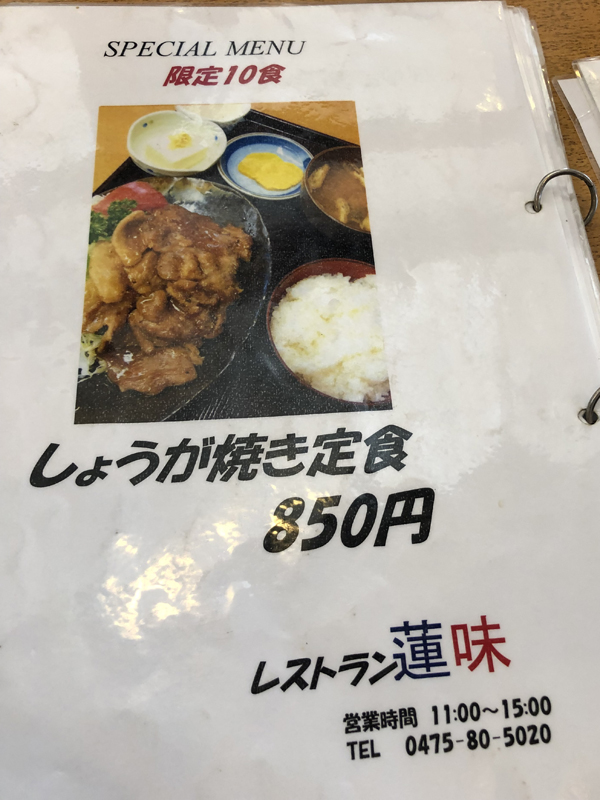 SPECIAL MENU
限定10食
しょうが焼き定食
850円
レストラン蓮味
営業時間 11:00～15:00
TEL 0475-80-5020